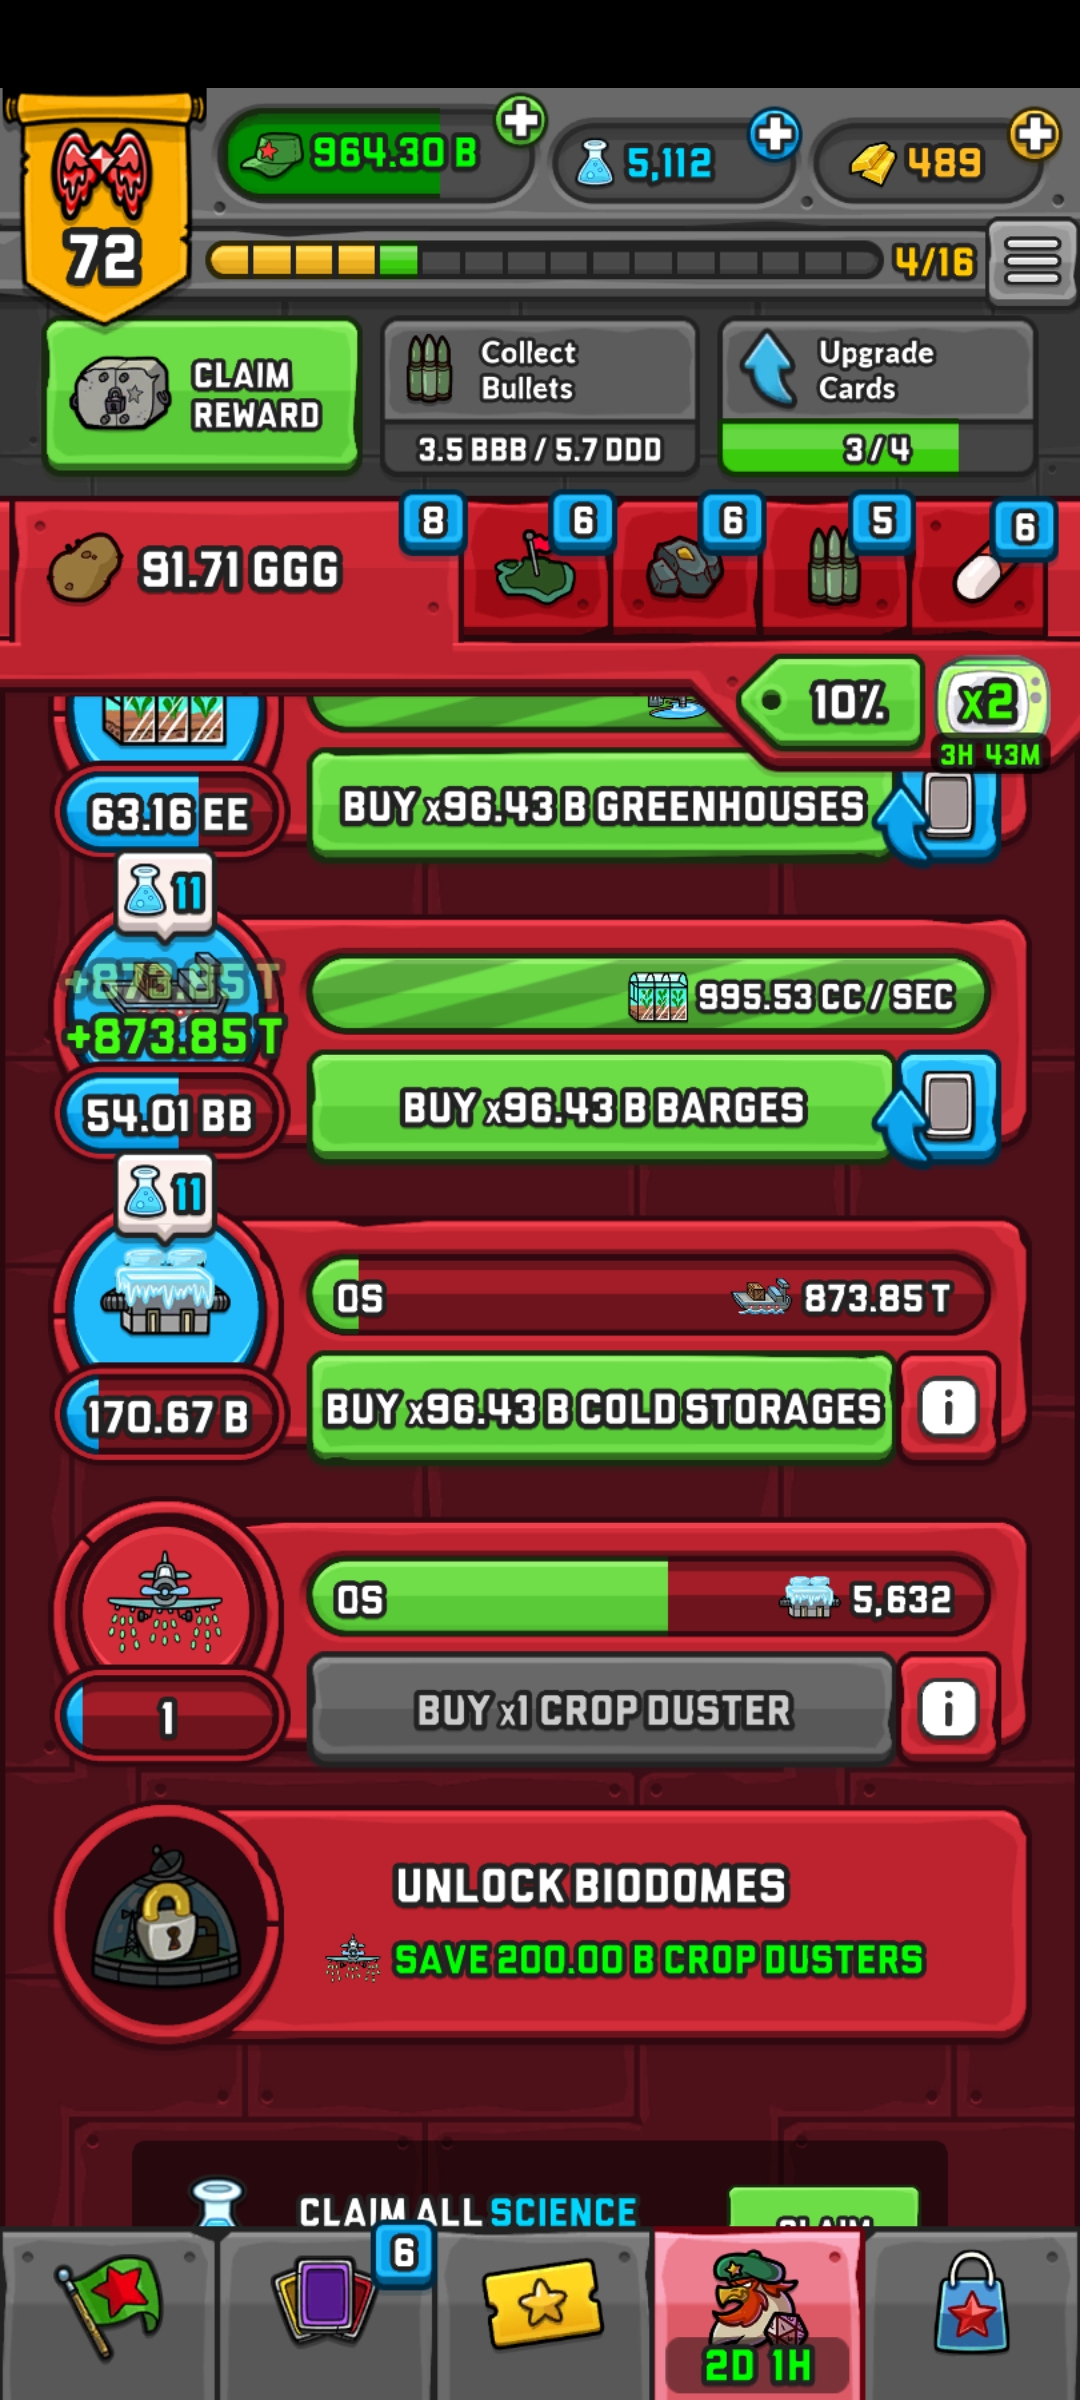 964.30 B
5,112
489
72
4/16
CLAIM
REWARD
Collect
Bullets
3.5 BBB / 5.7 DDD
Upgrade
Cards
3/4
91.71 GGG
8
6
6
5
6
10%
x2
3H 43M
63.16 EE
BUY x96.43 B GREENHOUSES
11
+873.85 T
+873.85 T
995.53 CC / SEC
54.01 BB
BUY x96.43 B BARGES
11
0S
873.85 T
170.67 B
BUY x96.43 B COLD STORAGES
i
0S
5,632
1
BUY x1 CROP DUSTER
i
UNLOCK BIODOMES
SAVE 200.00 B CROP DUSTERS
CLAIM ALL SCIENCE
CLAIM
6
2D 1H